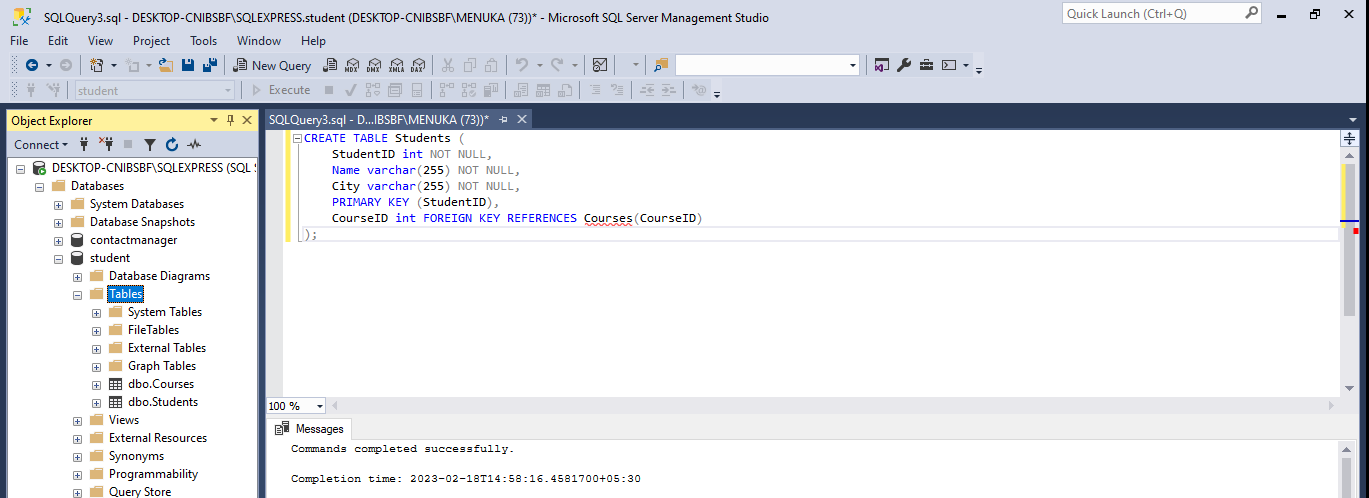 SQLQuery3.sql - DESKTOP-CNIBSBF\SQLEXPRESS.student (DESKTOP-CNIBSBF\MENUKA (73))* - Microsoft SQL Server Management Studio
Quick Launch (Ctrl+Q)
File Edit View Project Tools Window Help
New Query MDX DMX XMLA DAX
student Execute
Object Explorer
SQLQuery3.sql - D...IBSBF\MENUKA (73))*
Connect
DESKTOP-CNIBSBF\SQLEXPRESS (SQL S
Databases
System Databases
Database Snapshots
contactmanager
student
Database Diagrams
Tables
System Tables
FileTables
External Tables
Graph Tables
dbo.Courses
dbo.Students
Views
External Resources
Synonyms
Programmability
Query Store
CREATE TABLE Students (
StudentID int NOT NULL,
Name varchar(255) NOT NULL,
City varchar(255) NOT NULL,
PRIMARY KEY (StudentID),
CourseID int FOREIGN KEY REFERENCES Courses(CourseID)
);
100 %
Messages
Commands completed successfully.
Completion time: 2023-02-18T14:58:16.4581700+05:30